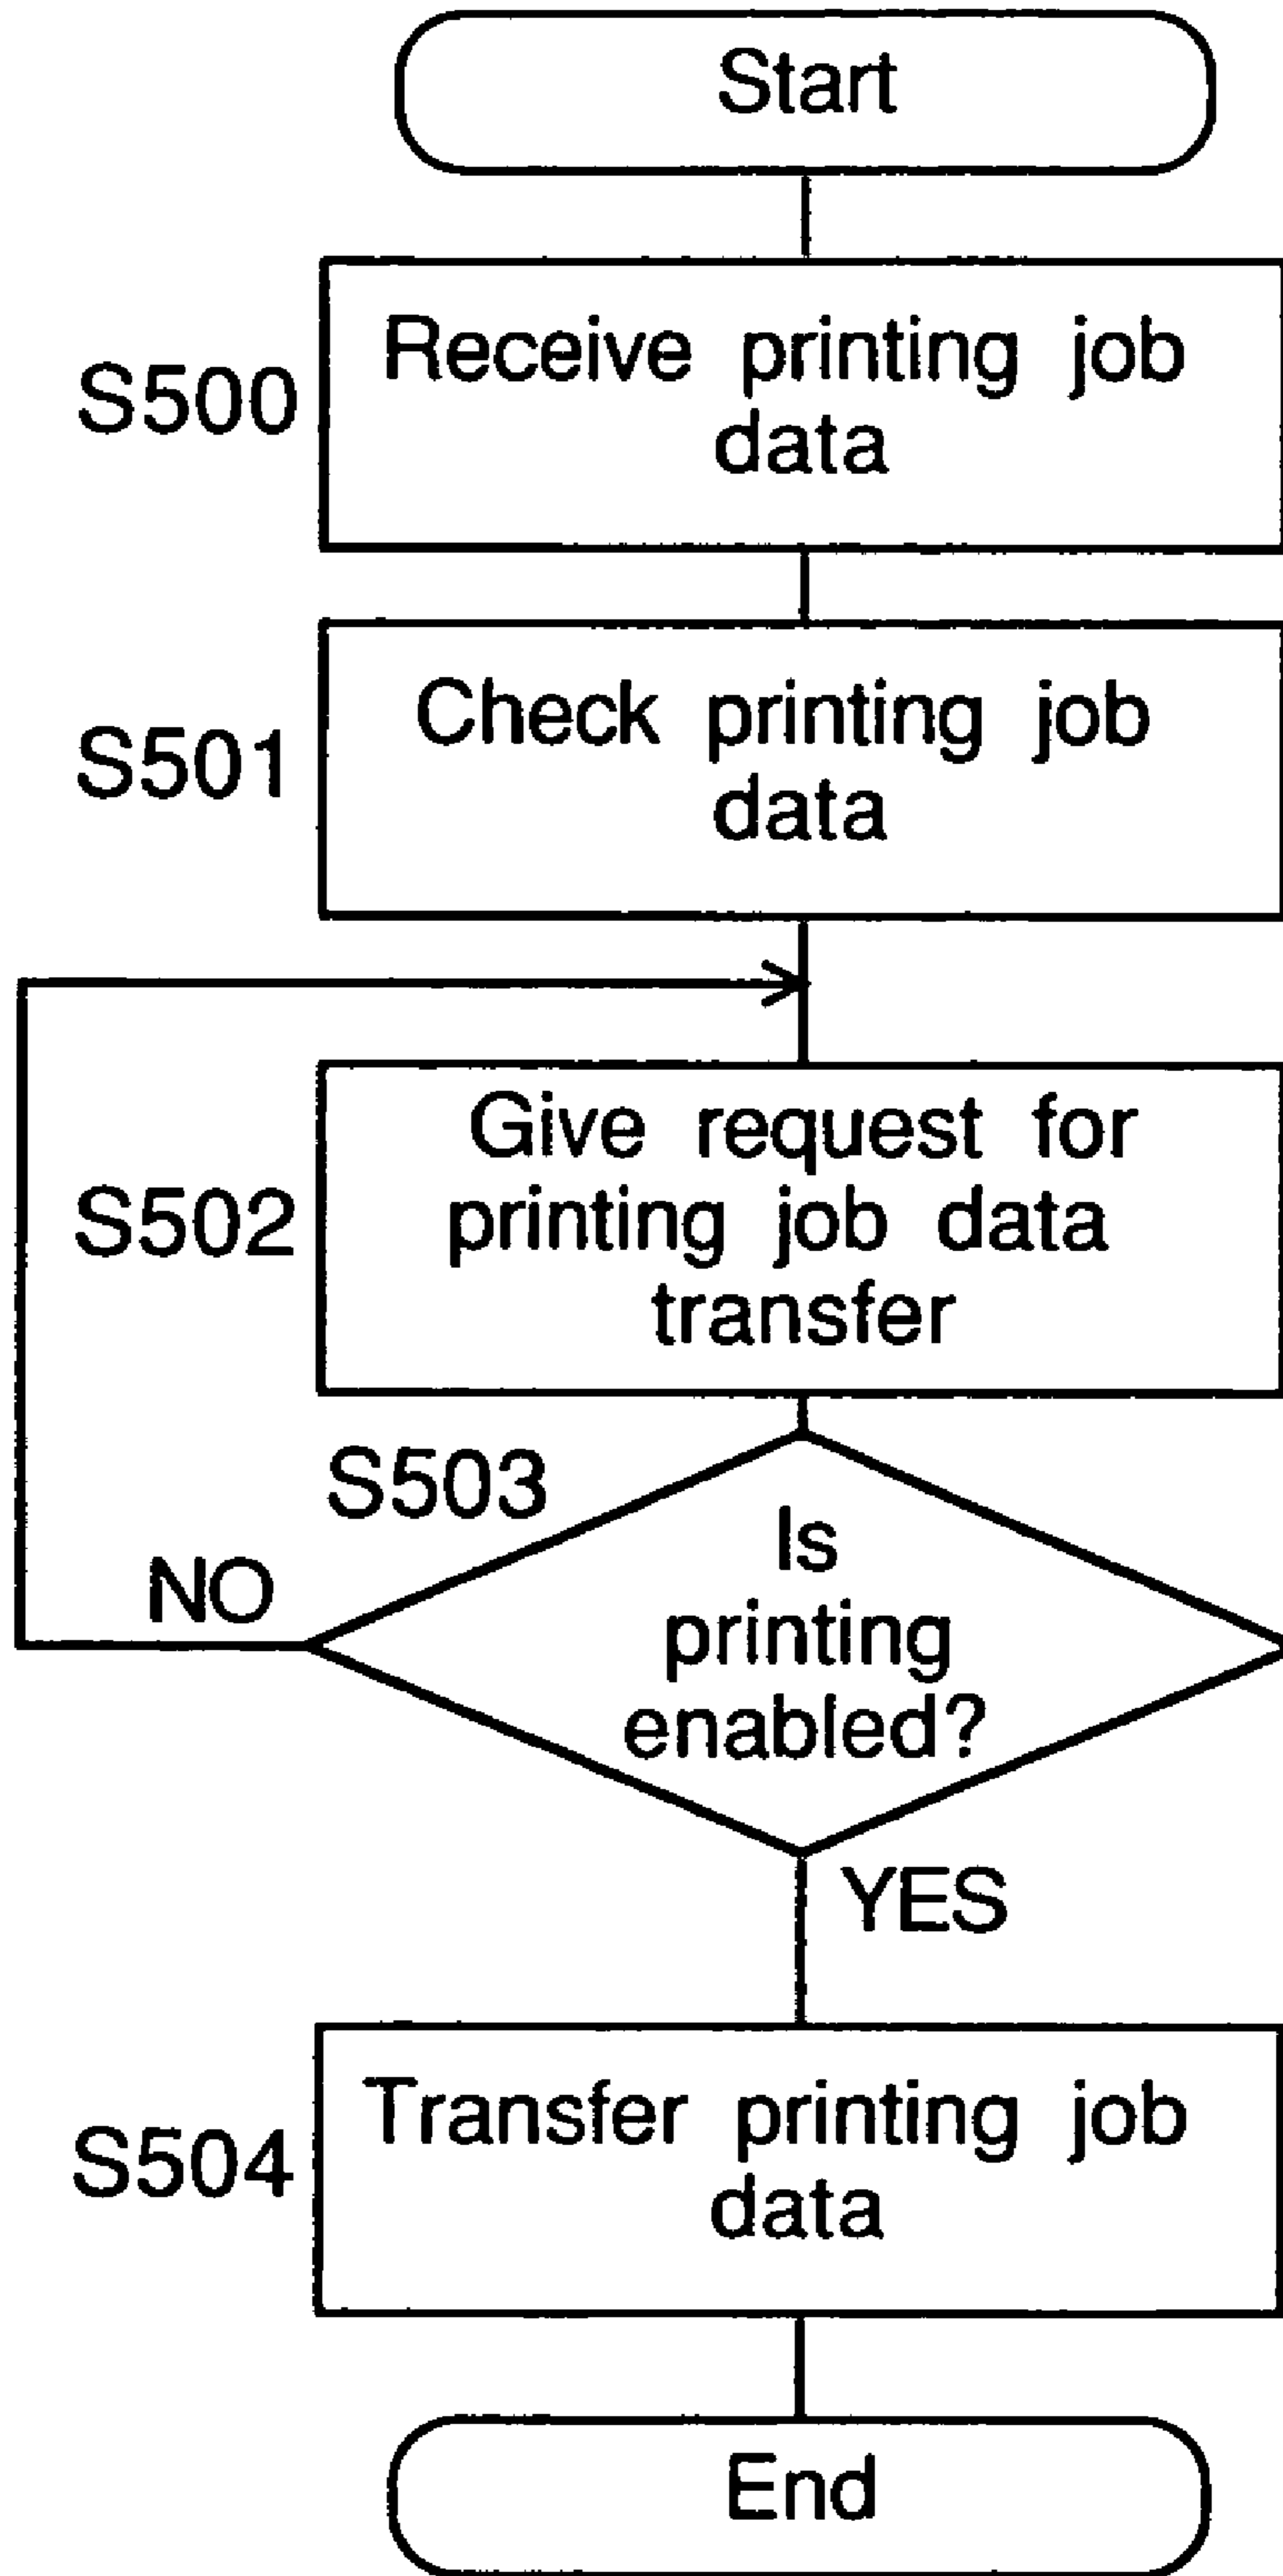 Start
S500
Receive printing job
data
S501
Check printing job
data
S502
Give request for
printing job data
transfer
S503
Is
printing
enabled?
NO
YES
S504
Transfer printing job
data
End